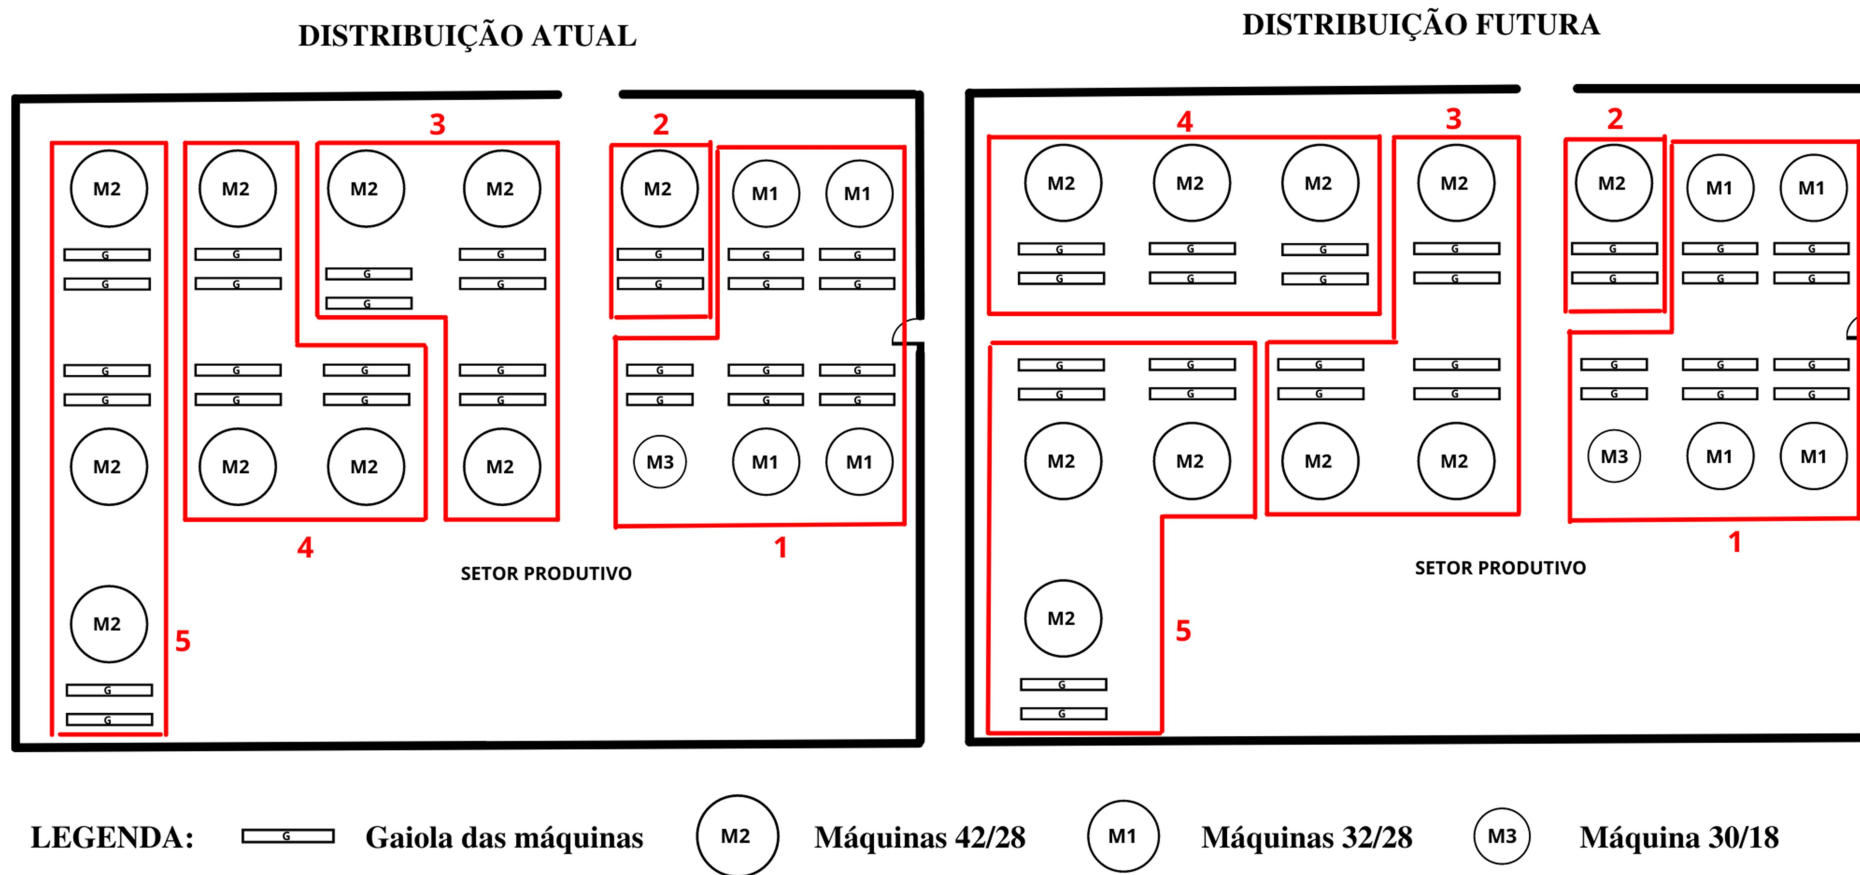 DISTRIBUIÇÃO ATUAL
DISTRIBUIÇÃO FUTURA
3 2
M2 M2 M2 M2 M2 M1 M1
G G G G G G
G
G G G G G G
G
G G G G G G G
G G G G G G G
M2 M2 M2 M2 M3 M1 M1
4 1
SETOR PRODUTIVO
M2
5
G
G
4 3 2
M2 M2 M2 M2 M2 M1 M1
G G G G G G G
G G G G G G G
G G G G G G G
G G G G G G G
M2 M2 M2 M2 M3 M1 M1
1
SETOR PRODUTIVO
M2
5
G
G
LEGENDA: G Gaiola das máquinas M2 Máquinas 42/28 M1 Máquinas 32/28 M3 Máquina 30/18